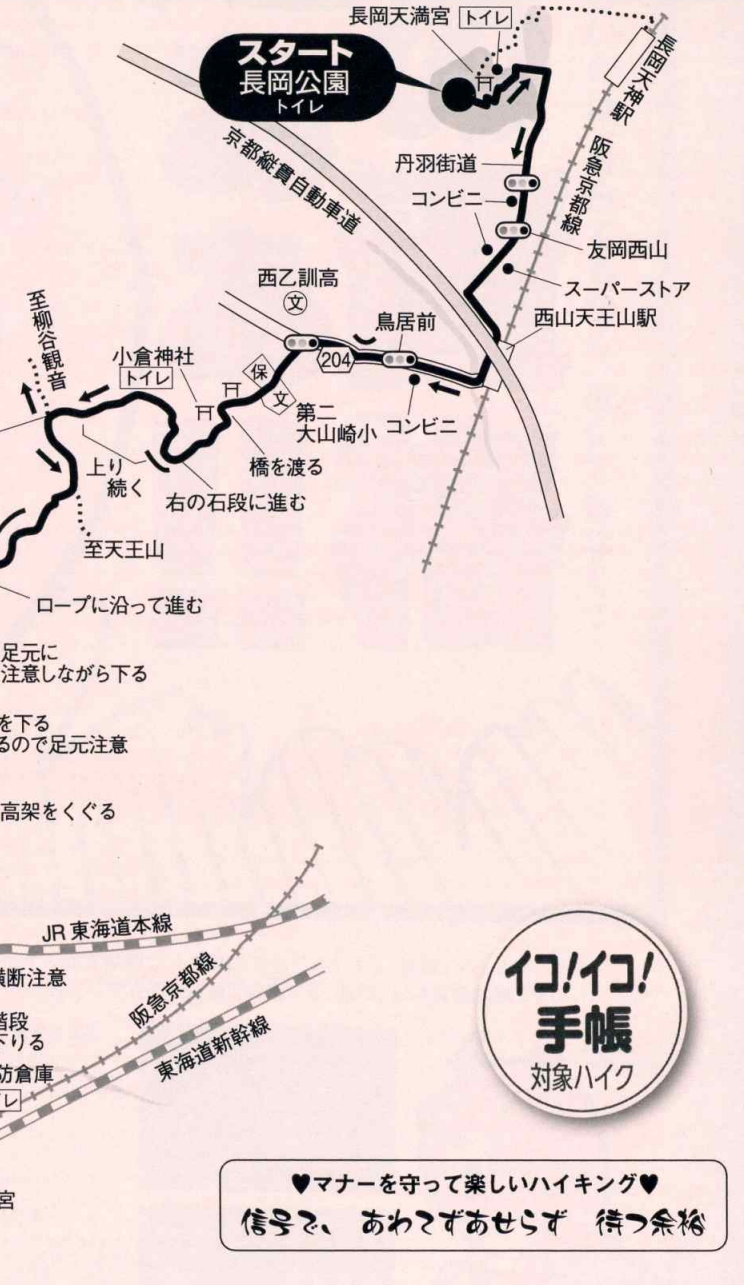 長岡天満宮
トイレ
スタート
長岡公園
トイレ
長岡天神駅
阪急京都線
京都縦貫自動車道
丹羽街道
コンビニ
友岡西山
スーパーストア
西山天王山駅
西乙訓高
文
鳥居前
204
コンビニ
至柳谷観音
小倉神社
トイレ
保
文
第二
大山崎小
橋を渡る
上り
続く
右の石段に進む
至天王山
ロープに沿って進む
足元に
注意しながら下る
を下る
るので足元注意
高架をくぐる
JR東海道本線
阪急京都線
東海道新幹線
横断注意
階段
下りる
防倉庫
レ
宮
イコ!イコ!
手帳
対象ハイク
♥マナーを守って楽しいハイキング♥
信号で、あわてずあせらず 待つ余裕